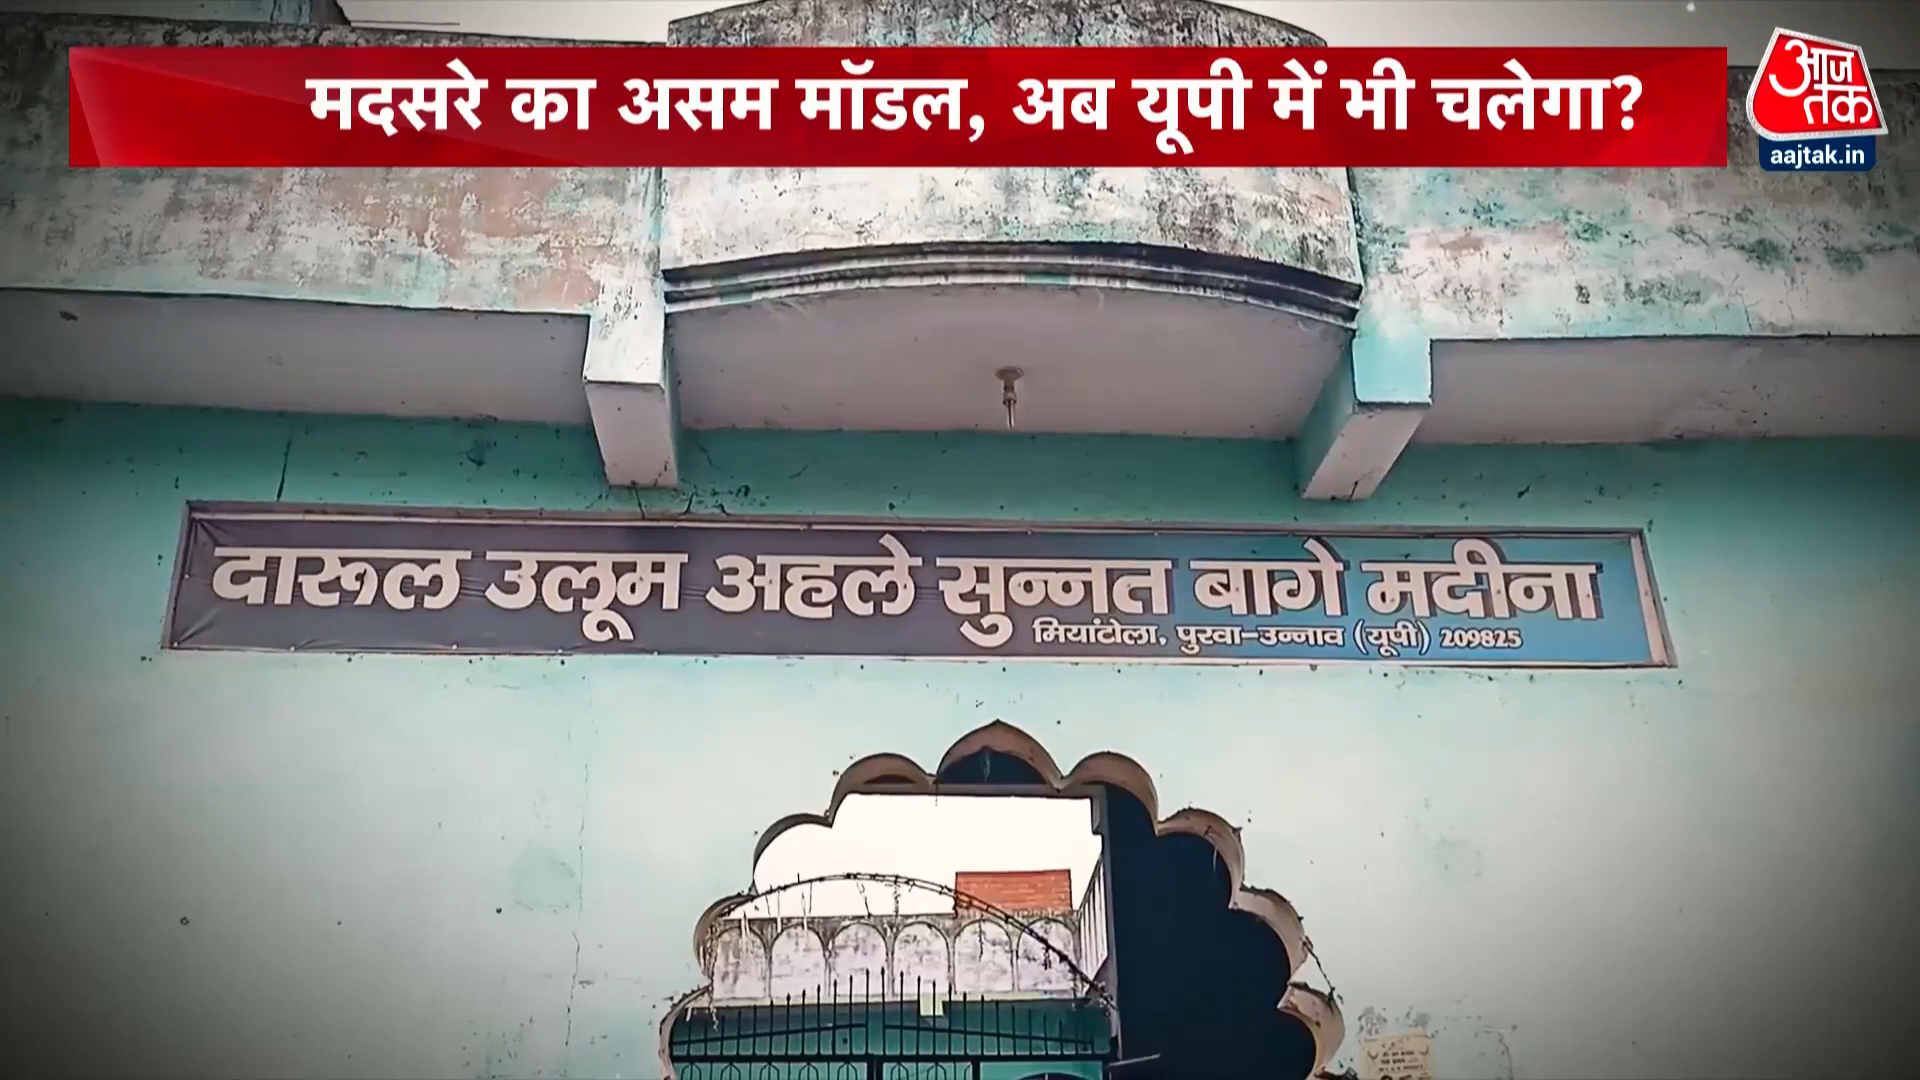 मदसरे का असम मॉडल, अब यूपी में भी चलेगा?
आज
तक
aajtak.in
दारूल उलूम अहले सुन्नत बागे मदीना
मियांटोला, पुरवा-उन्नाव (यूपी) 209825